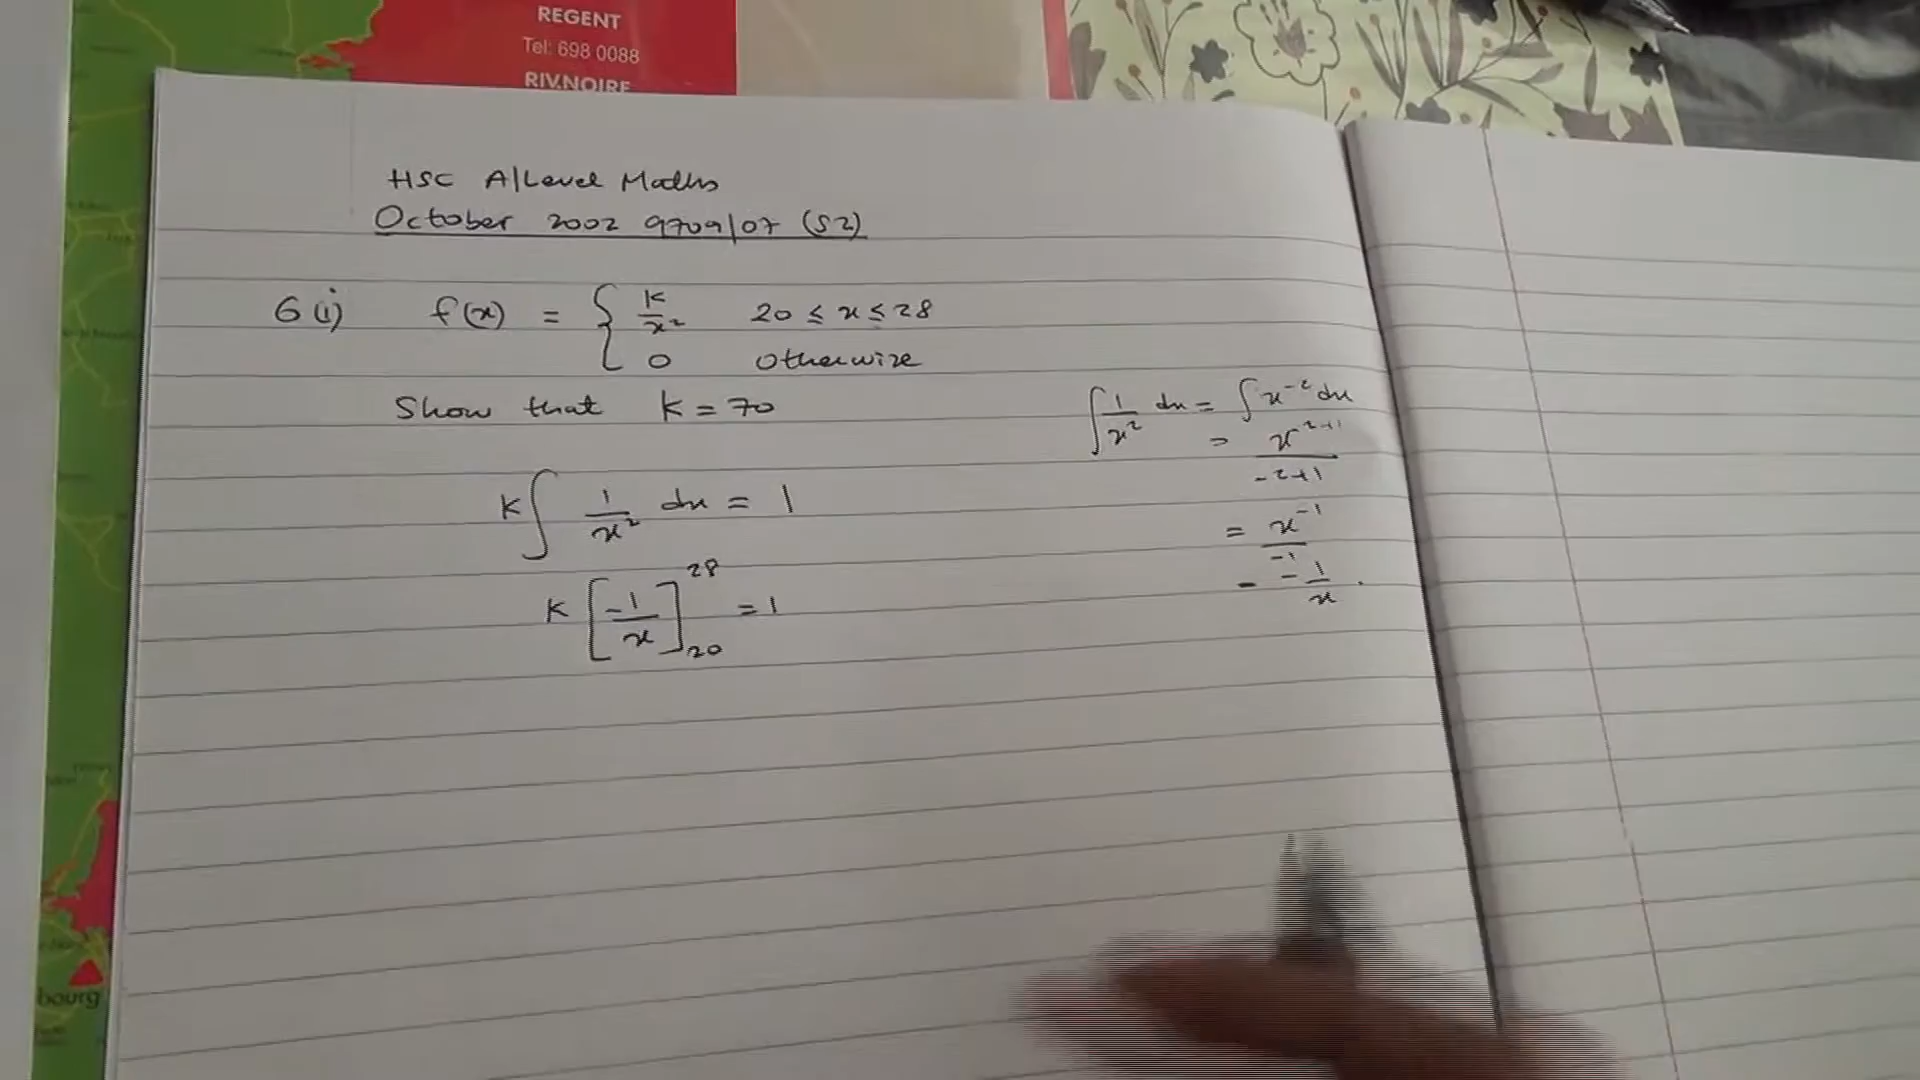 REGENT
Tel: 698 0088
RIV.NOIRE
HSC A/Level Maths
October 2002 9709/07 (S2)
6 (i) f(x) = { k/x² 20 ≤ x ≤ 28
0 otherwise
Show that k = 70
k∫ 1/x² dx = 1
k [-1/x]²⁸₂₀ = 1
∫ 1/x² dx = ∫ x⁻² dx
= x²⁺¹/-2+1
= x⁻¹/-1
= -1/x .
bourg